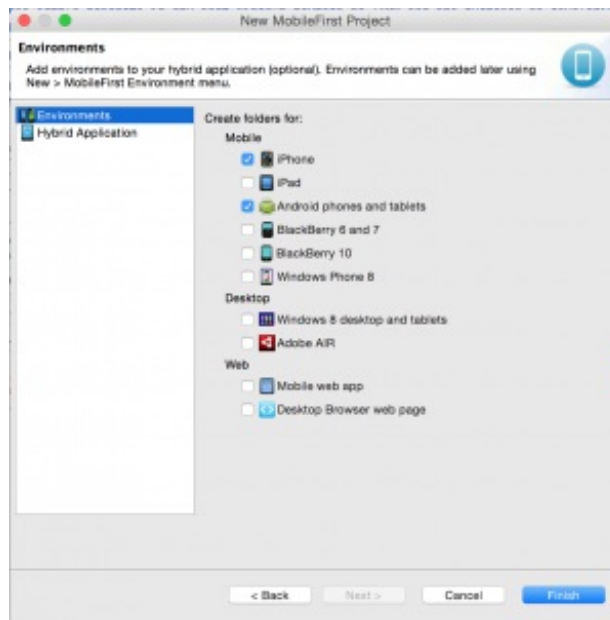 New MobileFirst Project
Environments
Add environments to your hybrid application (optional). Environments can be added later using
New > MobileFirst Environment menu.
Environments
Hybrid Application
Create folders for:
Mobile
iPhone
iPad
Android phones and tablets
BlackBerry 6 and 7
BlackBerry 10
Windows Phone 8
Desktop
Windows 8 desktop and tablets
Adobe AIR
Web
Mobile web app
Desktop Browser web page
< Back
Next >
Cancel
Finish